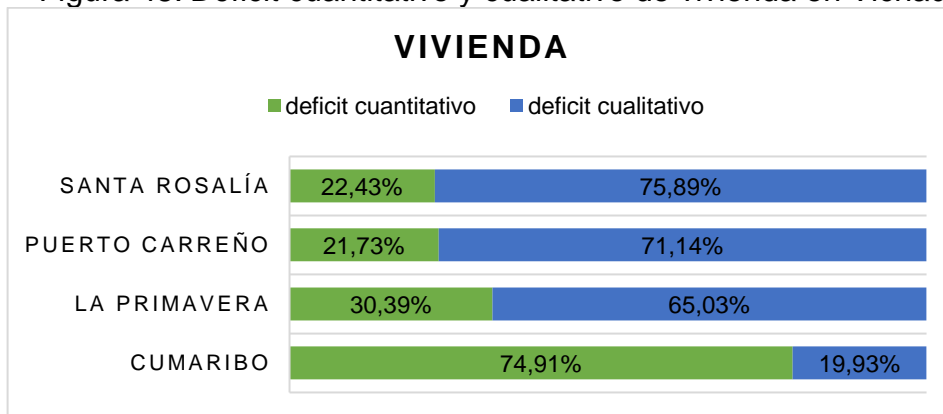 VIVIENDA
deficit cuantitativo deficit cualitativo
SANTA ROSALÍA 22,43% 75,89%
PUERTO CARREÑO 21,73% 71,14%
LA PRIMAVERA 30,39% 65,03%
CUMARIBO 74,91% 19,93%